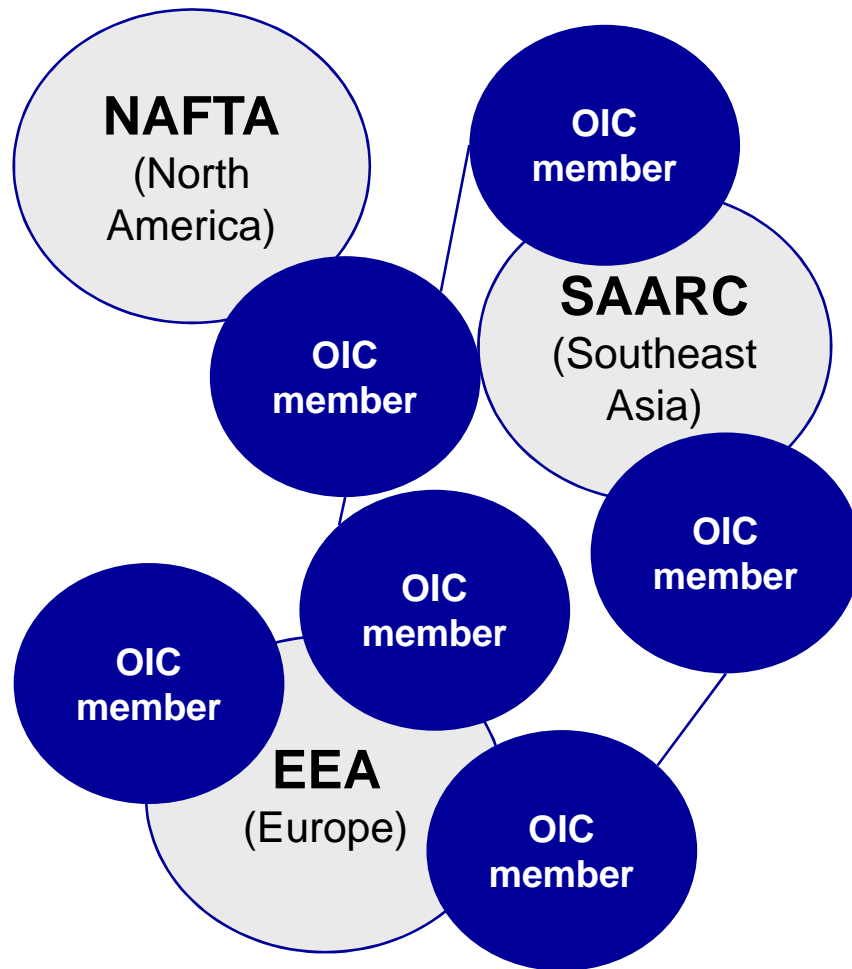 NAFTA
(North
America)
OIC
member
SAARC
(Southeast
Asia)
OIC
member
OIC
member
OIC
member
OIC
member
EEA
(Europe)
OIC
member